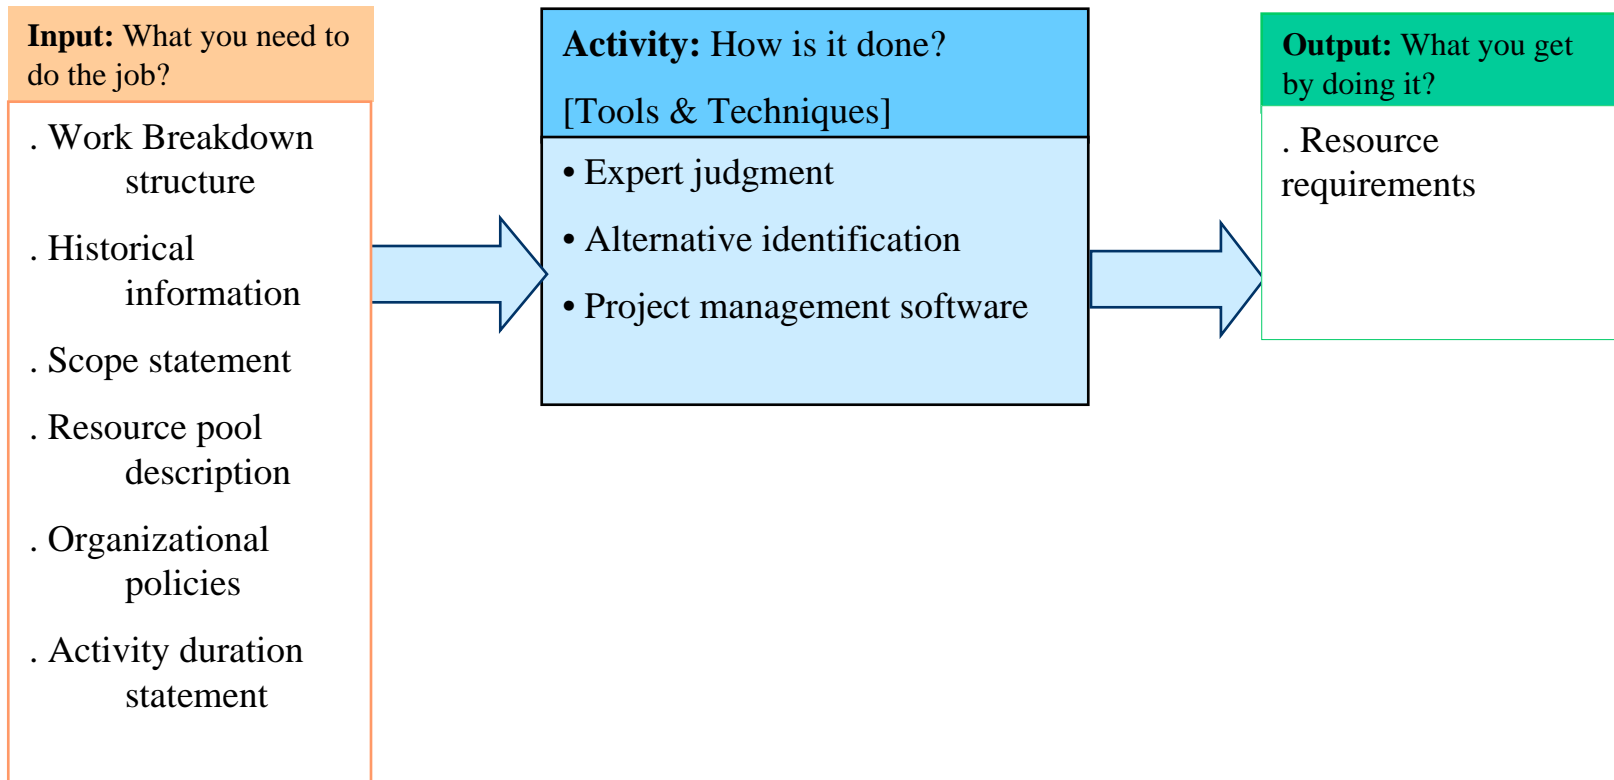 Input: What you need to
do the job?
. Work Breakdown
structure
. Historical
information
. Scope statement
. Resource pool
description
. Organizational
policies
. Activity duration
statement
Activity: How is it done?
[Tools & Techniques]
• Expert judgment
• Alternative identification
• Project management software
Output: What you get
by doing it?
. Resource
requirements